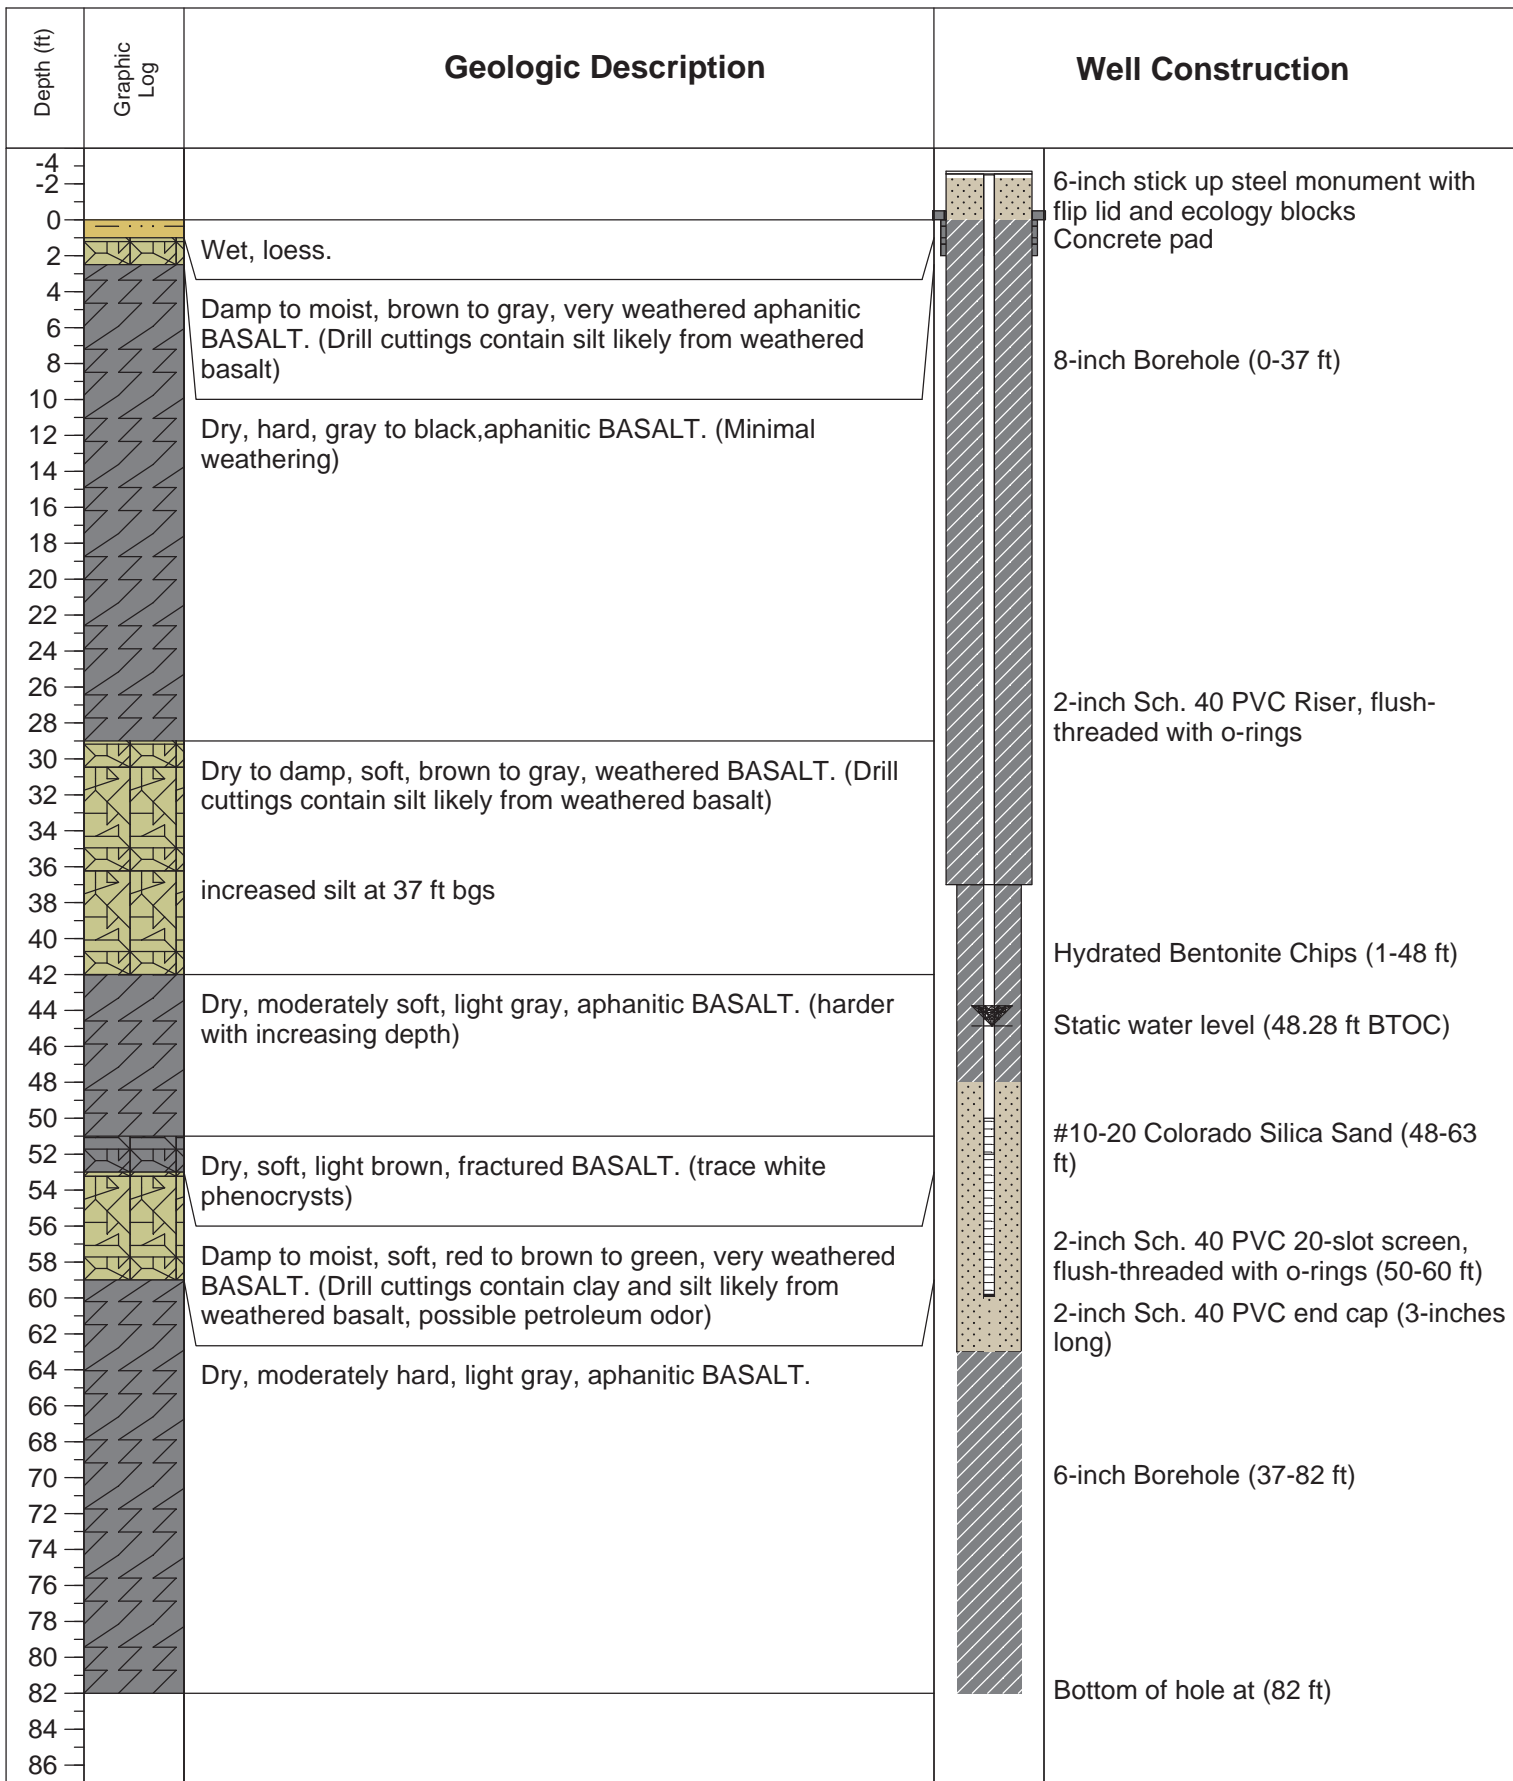 Depth (ft)
Graphic
Log
Geologic Description
Well Construction
-4
-2
0
2
4
6
8
10
12
14
16
18
20
22
24
26
28
30
32
34
36
38
40
42
44
46
48
50
52
54
56
58
60
62
64
66
68
70
72
74
76
78
80
82
84
86
Wet, loess.
Damp to moist, brown to gray, very weathered aphanitic
BASALT. (Drill cuttings contain silt likely from weathered
basalt)
Dry, hard, gray to black,aphanitic BASALT. (Minimal
weathering)
Dry to damp, soft, brown to gray, weathered BASALT. (Drill
cuttings contain silt likely from weathered basalt)
increased silt at 37 ft bgs
Dry, moderately soft, light gray, aphanitic BASALT. (harder
with increasing depth)
Dry, soft, light brown, fractured BASALT. (trace white
phenocrysts)
Damp to moist, soft, red to brown to green, very weathered
BASALT. (Drill cuttings contain clay and silt likely from
weathered basalt, possible petroleum odor)
Dry, moderately hard, light gray, aphanitic BASALT.
6-inch stick up steel monument with
flip lid and ecology blocks
Concrete pad
8-inch Borehole (0-37 ft)
2-inch Sch. 40 PVC Riser, flush-
threaded with o-rings
Hydrated Bentonite Chips (1-48 ft)
Static water level (48.28 ft BTOC)
#10-20 Colorado Silica Sand (48-63
ft)
2-inch Sch. 40 PVC 20-slot screen,
flush-threaded with o-rings (50-60 ft)
2-inch Sch. 40 PVC end cap (3-inches
long)
6-inch Borehole (37-82 ft)
Bottom of hole at (82 ft)